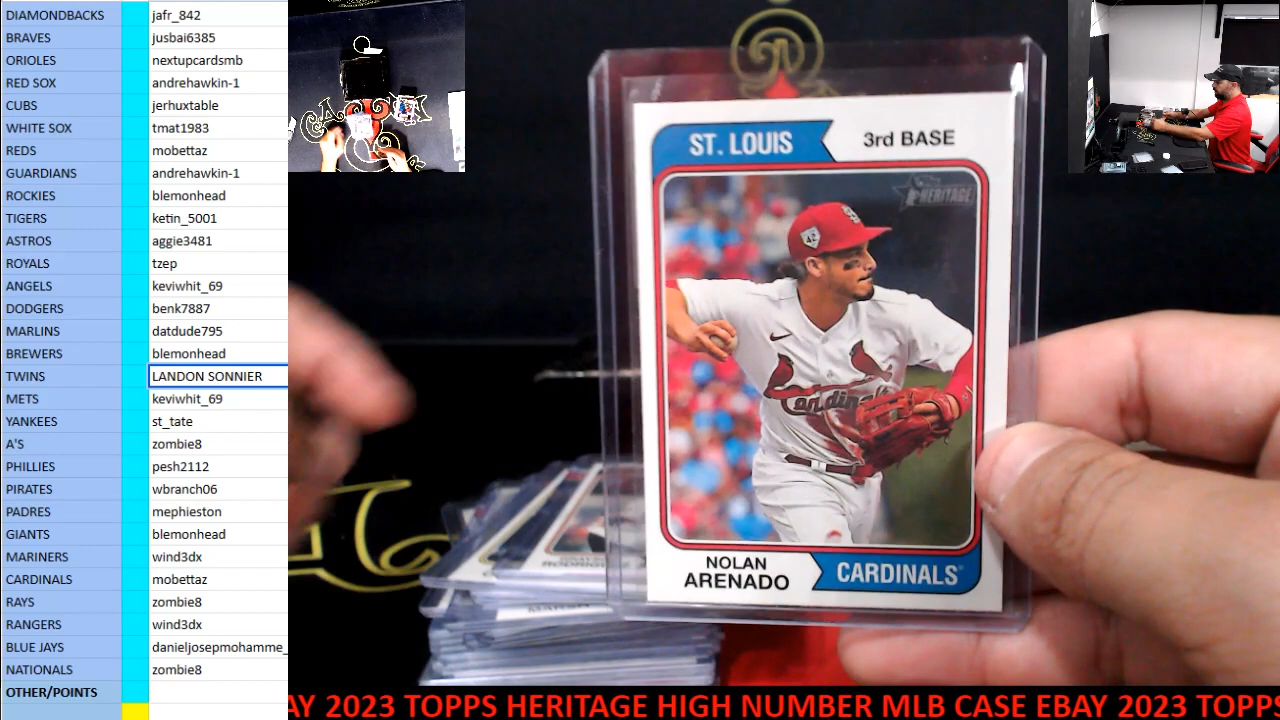 DIAMONDBACKS jafr_842
BRAVES jusbai6385
ORIOLES nextupcardsmb
RED SOX andrehawkin-1
CUBS jerhuxtable
WHITE SOX tmat1983
REDS mobettaz
GUARDIANS andrehawkin-1
ROCKIES blemonhead
TIGERS ketin_5001
ASTROS aggie3481
ROYALS tzep
ANGELS keviwhit_69
DODGERS benk7887
MARLINS datdude795
BREWERS blemonhead
TWINS LANDON SONNIER
METS keviwhit_69
YANKEES st_tate
A'S zombie8
PHILLIES pesh2112
PIRATES wbranch06
PADRES mephieston
GIANTS blemonhead
MARINERS wind3dx
CARDINALS mobettaz
RAYS zombie8
RANGERS wind3dx
BLUE JAYS danieljosepmohamme_
NATIONALS zombie8
OTHER/POINTS
ST. LOUIS 3rd BASE
HERITAGE
42
Cardinals
NOLAN
ARENADO
CARDINALS
AY 2023 TOPPS HERITAGE HIGH NUMBER MLB CASE EBAY 2023 TOPPS